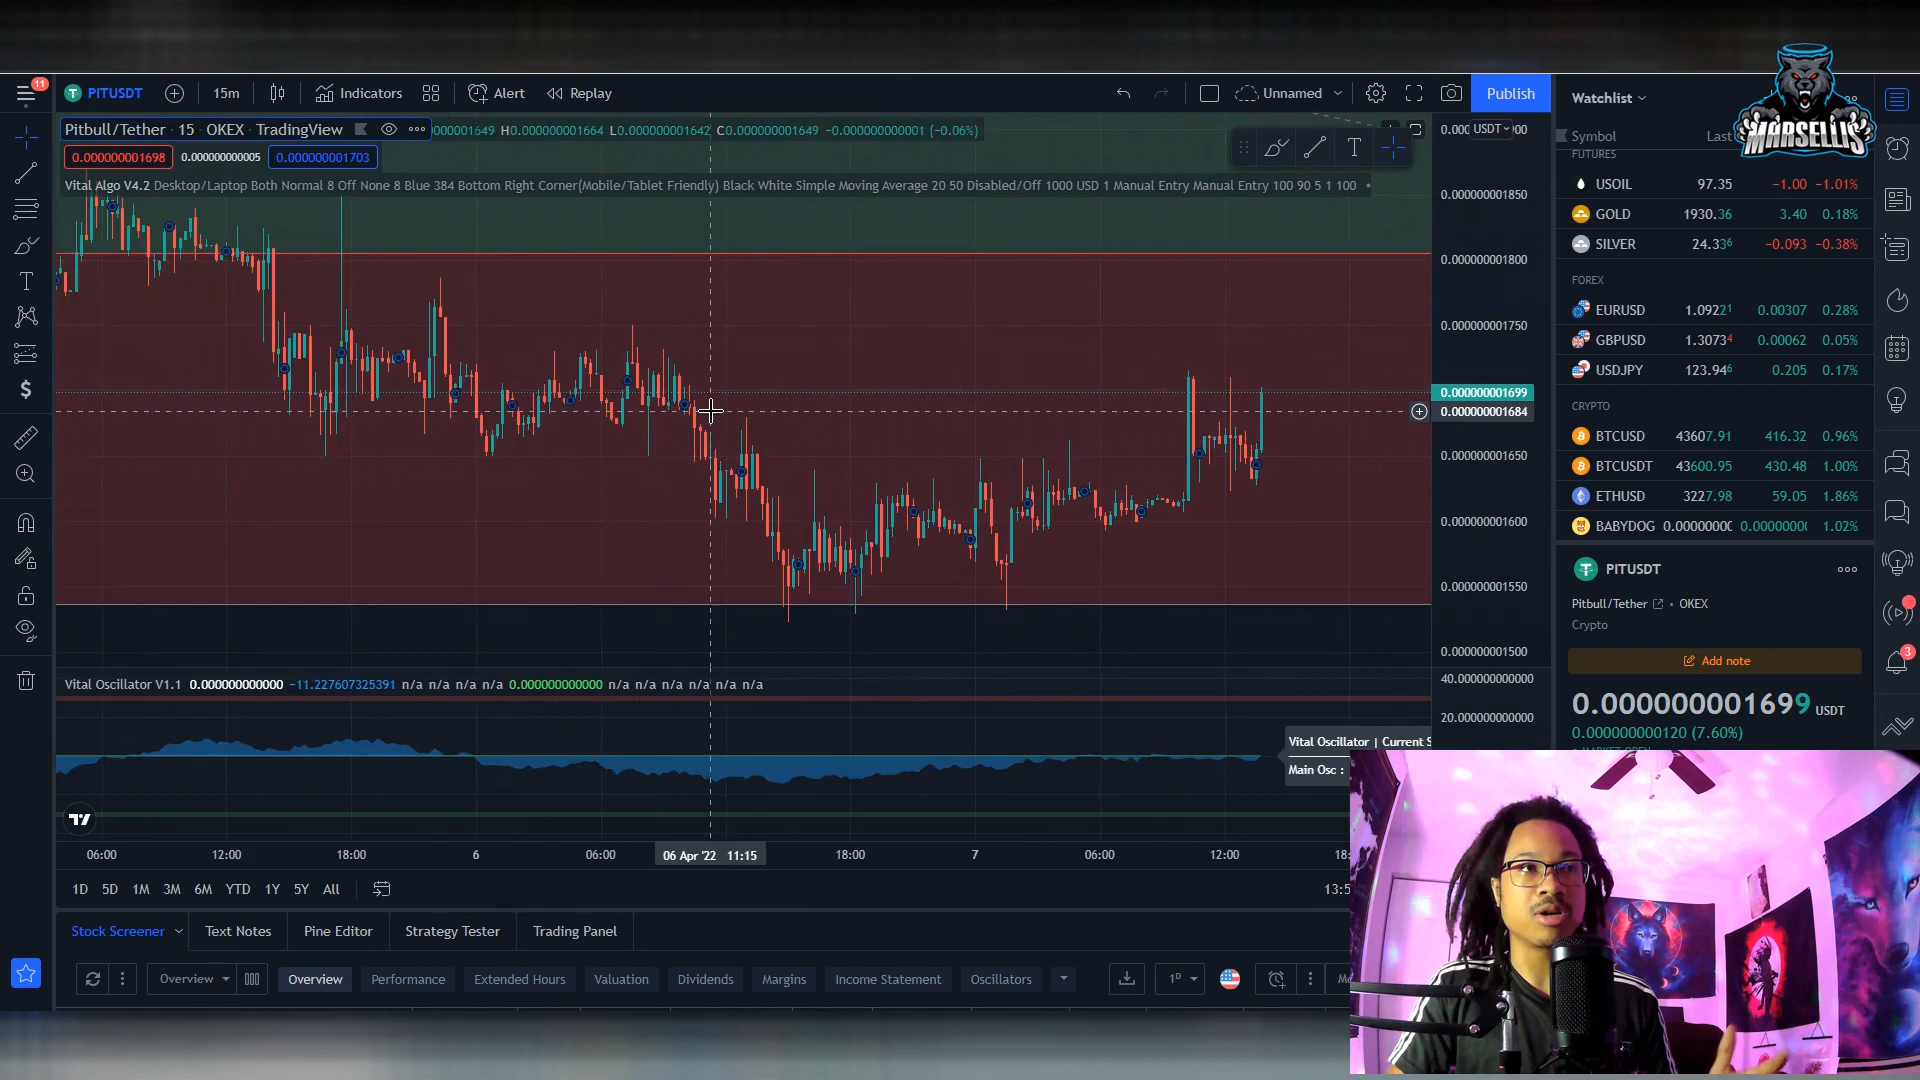 11
PITUSDT
15m
Indicators
Alert
Replay
Unnamed
Publish
Watchlist
MARSELLIS
Pitbull/Tether · 15 · OKEX · TradingView
000001649 H0.000000001664 L0.000000001642 C0.000000001649 −0.000000000001 (−0.06%)
USDT
Symbol
Last
0.000000001698
0.000000000005
0.000000001703
Vital Algo V4.2 Desktop/Laptop Both Normal 8 Off None 8 Blue 384 Bottom Right Corner(Mobile/Tablet Friendly) Black White Simple Moving Average 20 50 Disabled/Off 1000 USD 1 Manual Entry Manual Entry 100 90 5 1 100
0.000000001850
0.000000001800
0.000000001750
0.000000001699
0.000000001684
0.000000001650
0.000000001600
0.000000001550
0.000000001500
FUTURES
USOIL 97.35 −1.00 −1.01%
GOLD 1930.36 3.40 0.18%
SILVER 24.336 −0.093 −0.38%
FOREX
EURUSD 1.09221 0.00307 0.28%
GBPUSD 1.30734 0.00062 0.05%
USDJPY 123.946 0.205 0.17%
CRYPTO
BTCUSD 43607.91 416.32 0.96%
BTCUSDT 43600.95 430.48 1.00%
ETHUSD 3227.98 59.05 1.86%
BABYDOG 0.0000000 0.0000000 1.02%
PITUSDT
Pitbull/Tether • OKEX
Crypto
Add note
0.000000001699 USDT
0.000000000120 (7.60%)
3
Vital Oscillator V1.1 0.000000000000 −11.227607325391 n/a n/a n/a n/a 0.000000000000 n/a n/a n/a n/a n/a n/a
40.000000000000
20.000000000000
Vital Oscillator | Current S
Main Osc :
06:00
12:00
18:00
6
06:00
06 Apr '22 11:15
18:00
7
06:00
12:00
18:
1D 5D 1M 3M 6M YTD 1Y 5Y All
13:5
Stock Screener
Text Notes
Pine Editor
Strategy Tester
Trading Panel
Overview
Overview
Performance
Extended Hours
Valuation
Dividends
Margins
Income Statement
Oscillators
1D